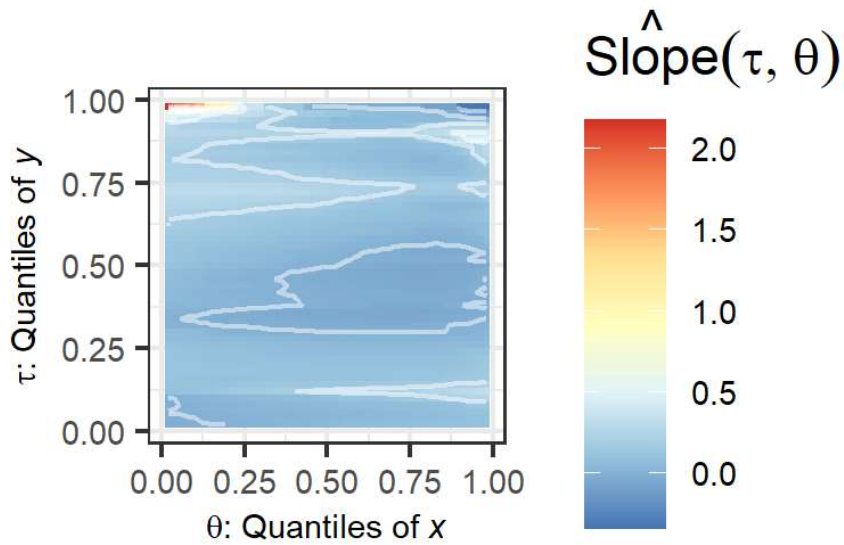 Slope(τ, θ)
^
1.00
0.75
0.50
0.25
0.00
τ: Quantiles of y
0.00 0.25 0.50 0.75 1.00
θ: Quantiles of x
2.0
1.5
1.0
0.5
0.0